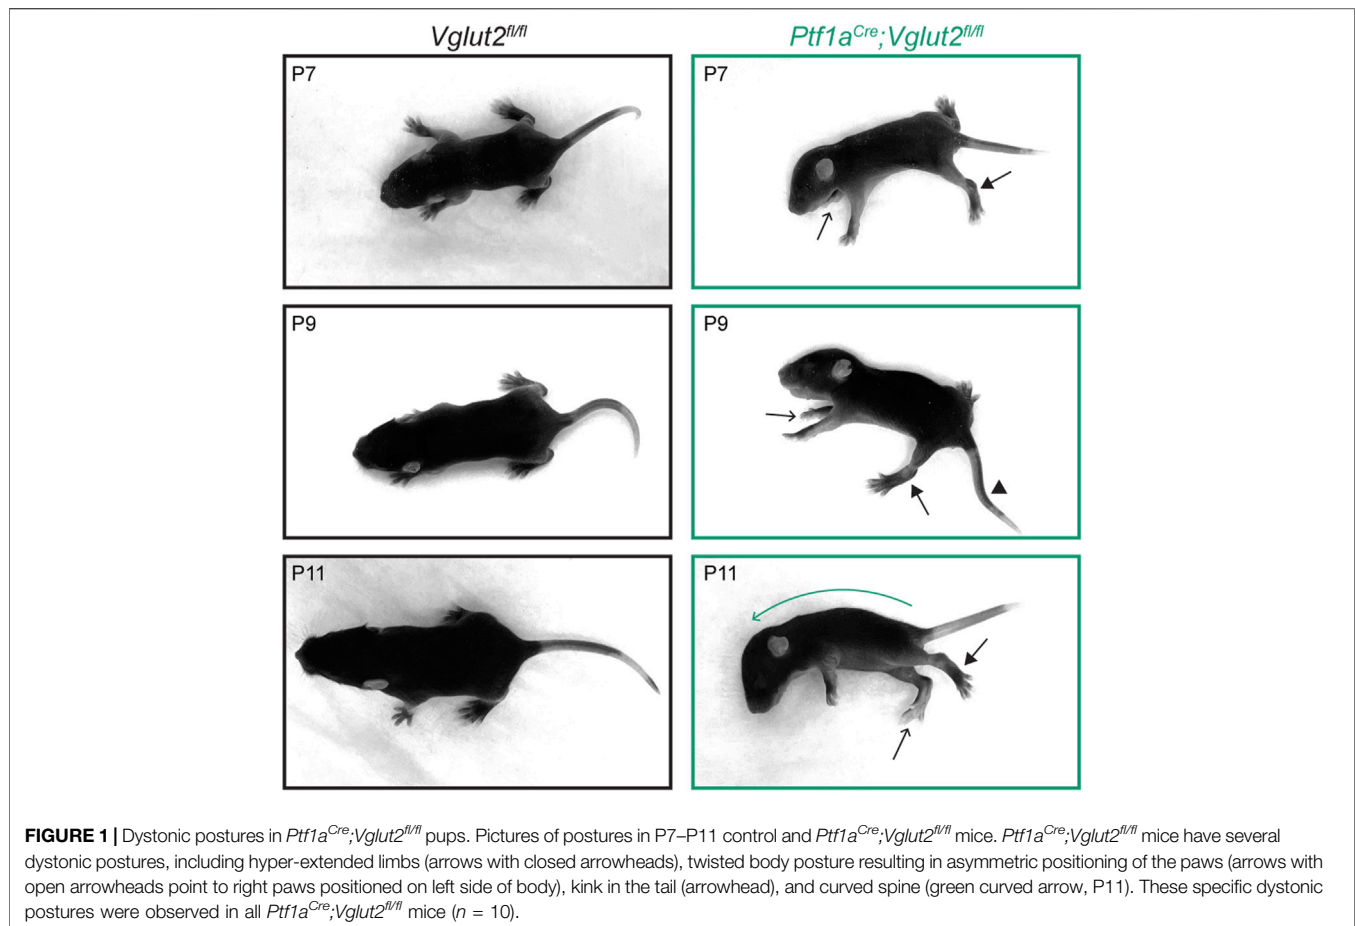 Vglut2fl/fl
Ptf1aCre;Vglut2fl/fl
P7
P7
P9
P9
P11
P11
FIGURE 1 | Dystonic postures in Ptf1aCre;Vglut2fl/fl pups. Pictures of postures in P7–P11 control and Ptf1aCre;Vglut2fl/fl mice. Ptf1aCre;Vglut2fl/fl mice have several
dystonic postures, including hyper-extended limbs (arrows with closed arrowheads), twisted body posture resulting in asymmetric positioning of the paws (arrows with
open arrowheads point to right paws positioned on left side of body), kink in the tail (arrowhead), and curved spine (green curved arrow, P11). These specific dystonic
postures were observed in all Ptf1aCre;Vglut2fl/fl mice (n = 10).